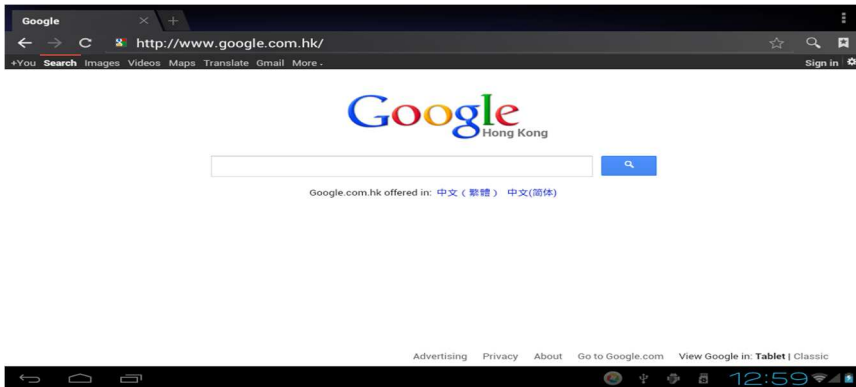 Google
http://www.google.com.hk/
+You Search Images Videos Maps Translate Gmail More Sign in
Google
Hong Kong
Google.com.hk offered in: 中文（繁體） 中文(简体)
Advertising Privacy About Go to Google.com View Google in: Tablet | Classic
12:59